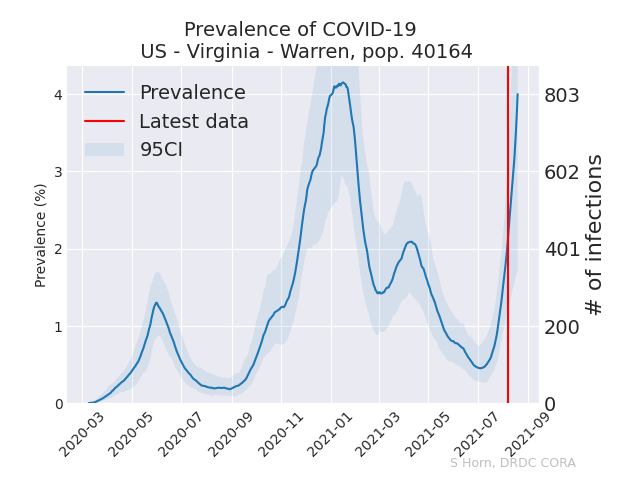 Prevalence of COVID-19
US - Virginia - Warren, pop. 40164
Prevalence
Latest data
95CI
Prevalence (%)
4
3
2
1
0
803
602
401
200
0
# of infections
2020-03
2020-05
2020-07
2020-09
2020-11
2021-01
2021-03
2021-05
2021-07
2021-09
S Horn, DRDC CORA